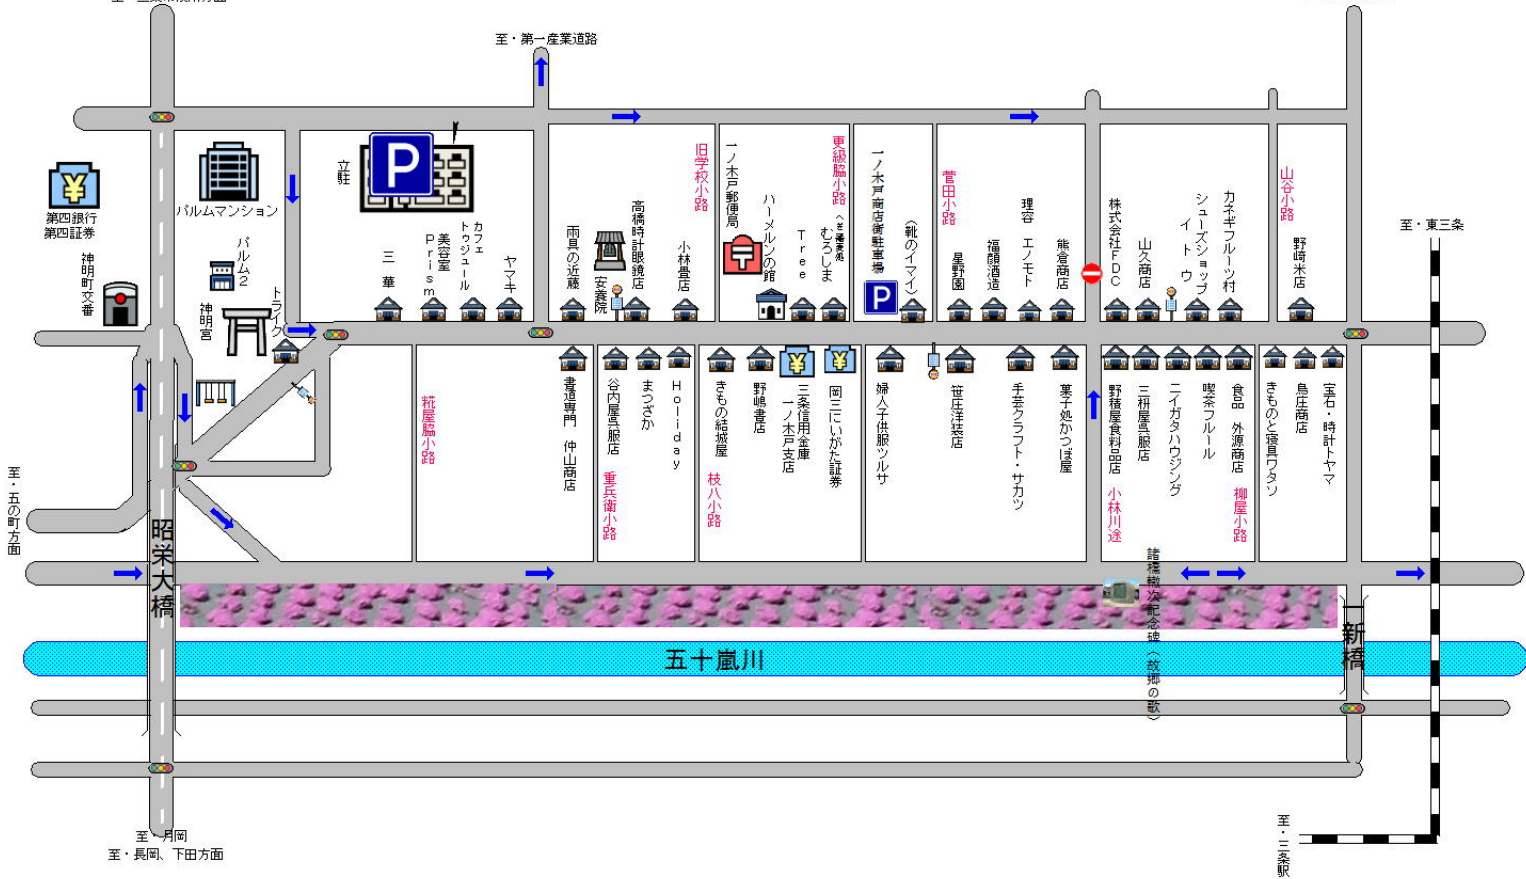 至・第一産業道路
第四銀行
第四証券
神明町交番
パルムマンション
パルム2
神明宮
トライク
立駐
三華
美容室
Prism
カフェ
トゥジュール
ヤマキ
雨具の近藤
安養院
高橋時計眼鏡店
小林畳店
旧学校小路
一ノ木戸郵便局
ハーメルンの館
Tree
むろしま
更級脇小路
一ノ木戸商店街駐車場
P
P
(靴のイマイ)
菅田小路
星野園
福顔酒造
理容 エノモト
熊倉商店
株式会社FDC
山久商店
シューズショップ
イトウ
カネギフルーツ村
山谷小路
野崎米店
至・東三条
糀屋脇小路
書道専門 仲山商店
谷内屋呉服店
重兵衛小路
まつざか
Holiday
きもの結城屋
枝八小路
野嶋書店
三条信用金庫
一ノ木戸支店
岡三にいがた証券
婦人子供服ツルサ
笹庄洋装店
手芸クラフト・サカツ
菓子処かつぼ屋
野積屋食料品店
小林川途
三枡屋呉服店
ニイガタハウジング
喫茶フルール
食品 外源商店
柳屋小路
きものと寝具ワタソ
鳥庄商店
宝石・時計トヤマ
至・五の町方面
昭栄大橋
諸橋轍次記念碑(故郷の歌)
五十嵐川
一新橋
至・月岡
至・長岡、下田方面
至・三条駅